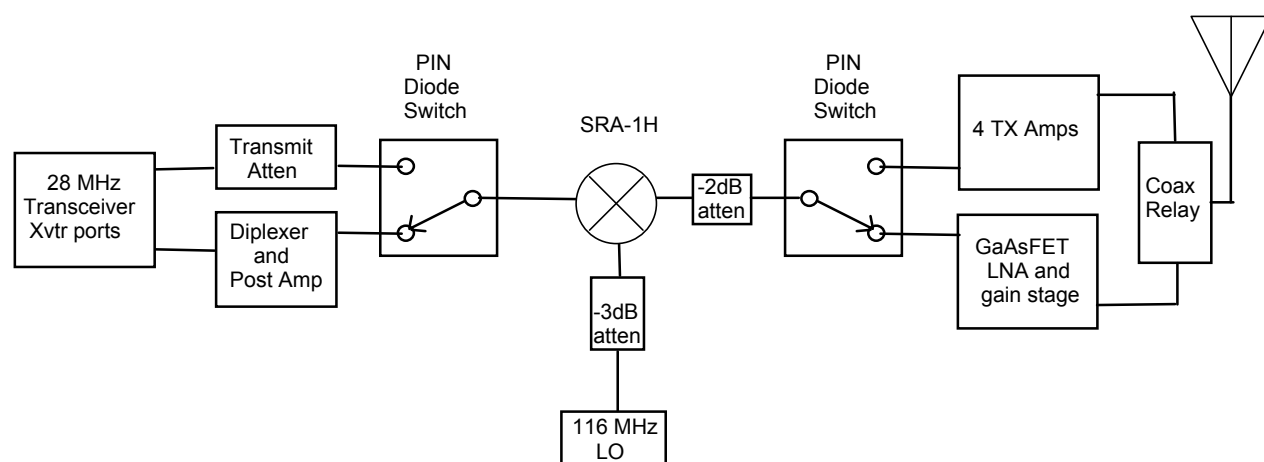 28 MHz
Transceiver
Xvtr ports
Transmit
Atten
Diplexer
and
Post Amp
PIN
Diode
Switch
SRA-1H
-3dB
atten
116 MHz
LO
-2dB
atten
PIN
Diode
Switch
4 TX Amps
GaAsFET
LNA and
gain stage
Coax
Relay